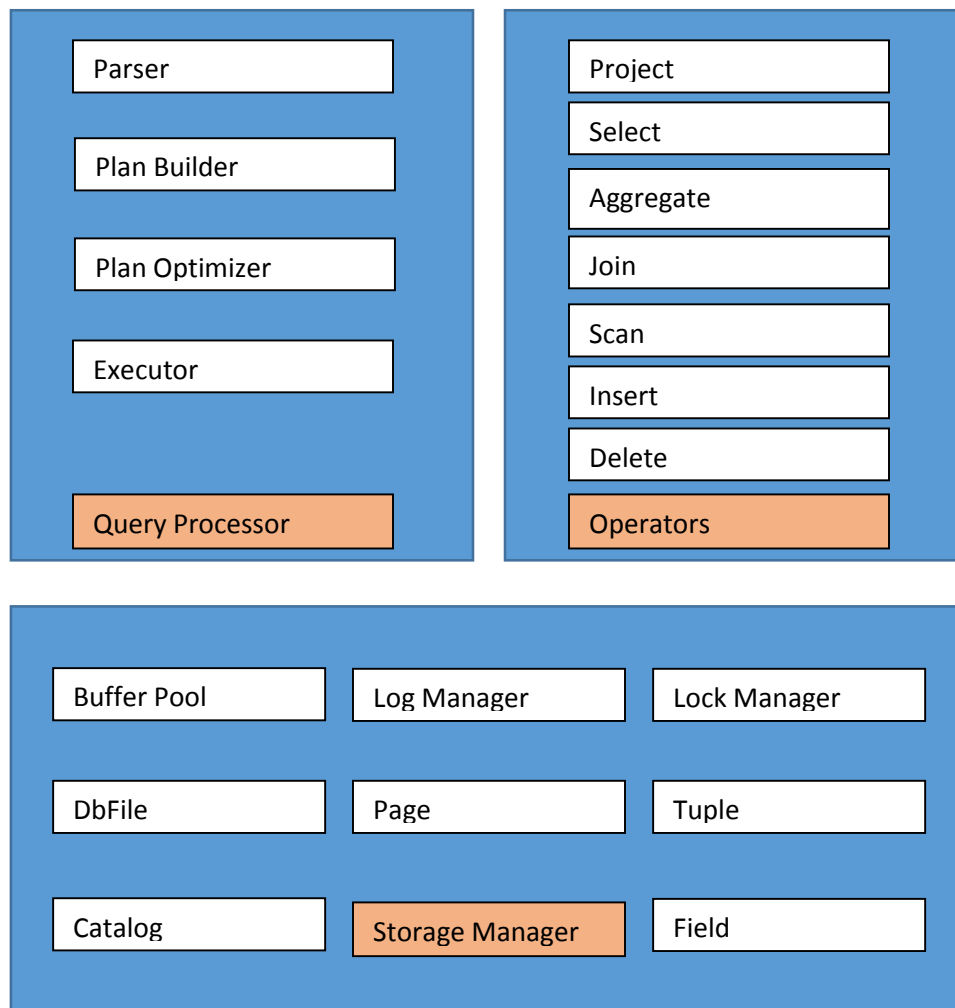 Parser
Plan Builder
Plan Optimizer
Executor
Query Processor
Project
Select
Aggregate
Join
Scan
Insert
Delete
Operators
Buffer Pool
Log Manager
Lock Manager
DbFile
Page
Tuple
Catalog
Storage Manager
Field